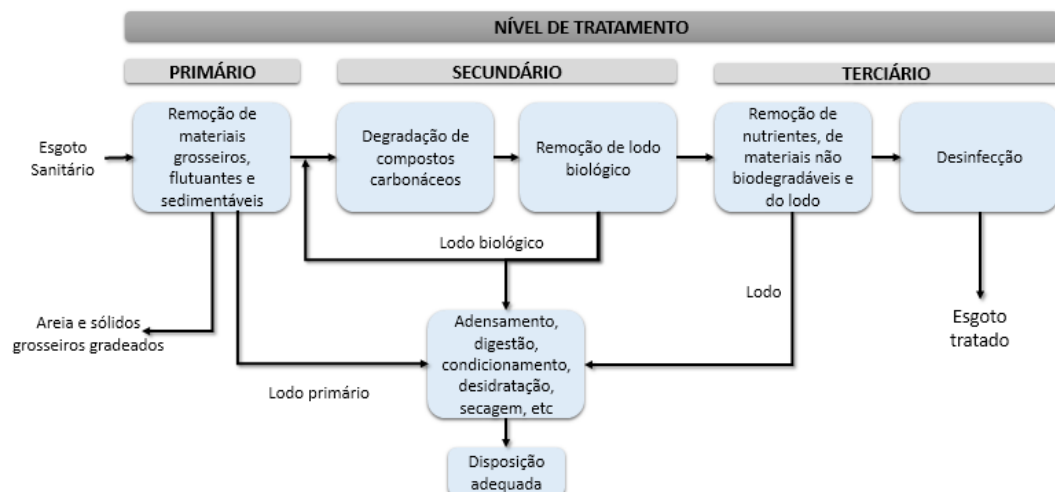 NÍVEL DE TRATAMENTO
PRIMÁRIO
SECUNDÁRIO
TERCIÁRIO
Esgoto
Sanitário
Remoção de
materiais
grosseiros,
flutuantes e
sedimentáveis
Degradação de
compostos
carbonáceos
Remoção de lodo
biológico
Remoção de
nutrientes, de
materiais não
biodegradáveis e
do lodo
Desinfecção
Lodo biológico
Lodo
Areia e sólidos
grosseiros gradeados
Adensamento,
digestão,
condicionamento,
desidratação,
secagem, etc
Esgoto
tratado
Lodo primário
Disposição
adequada